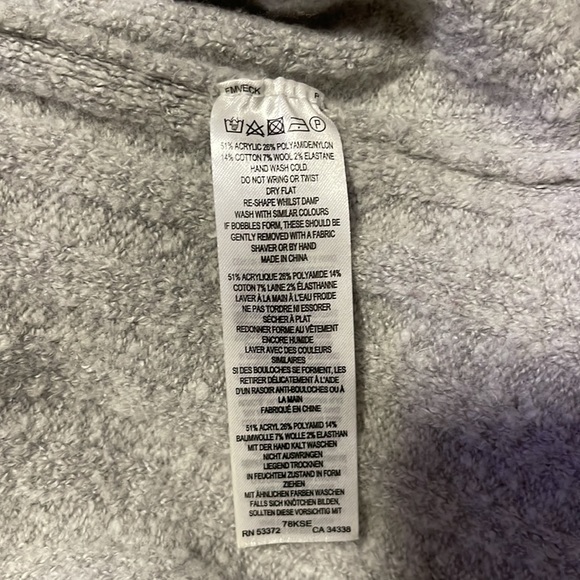 EMVECK P
P
51% ACRYLIC 26% POLYAMIDE/NYLON
14% COTTON 7% WOOL 2% ELASTANE
HAND WASH COLD
DO NOT WRING OR TWIST
DRY FLAT
RE-SHAPE WHILST DAMP
WASH WITH SIMILAR COLOURS
IF BOBBLES FORM, THESE SHOULD BE
GENTLY REMOVED WITH A FABRIC
SHAVER OR BY HAND
MADE IN CHINA
51% ACRYLIQUE 26% POLYAMIDE 14%
COTON 7% LAINE 2% ÉLASTHANNE
LAVER À LA MAIN À L'EAU FROIDE
NE PAS TORDRE NI ESSORER
SÉCHER À PLAT
REDONNER FORME AU VÊTEMENT
ENCORE HUMIDE
LAVER AVEC DES COULEURS
SIMILAIRES
SI DES BOULOCHES SE FORMENT, LES
RETIRER DÉLICATEMENT À L'AIDE
D'UN RASOIR ANTI-BOULOCHES OU À
LA MAIN
FABRIQUÉ EN CHINE
51% ACRYL 26% POLYAMID 14%
BAUMWOLLE 7% WOLLE 2% ELASTHAN
MIT DER HAND KALT WASCHEN
NICHT AUSWRINGEN
LIEGEND TROCKNEN
IN FEUCHTEM ZUSTAND IN FORM
ZIEHEN
MIT ÄHNLICHEN FARBEN WASCHEN
FALLS SICH KNÖTCHEN BILDEN,
SOLLTEN DIESE VORSICHTIG MIT
RN 53372 78KSE CA 34338